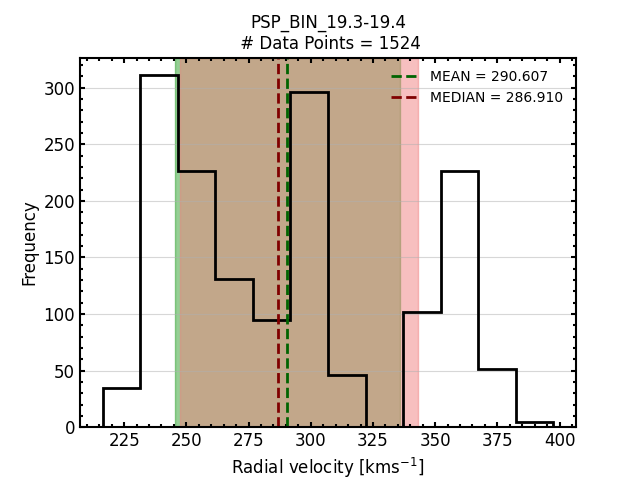 PSP_BIN_19.3-19.4
# Data Points = 1524
MEAN = 290.607
MEDIAN = 286.910
300
250
200
150
100
50
0
Frequency
225 250 275 300 325 350 375 400
Radial velocity [kms⁻¹]